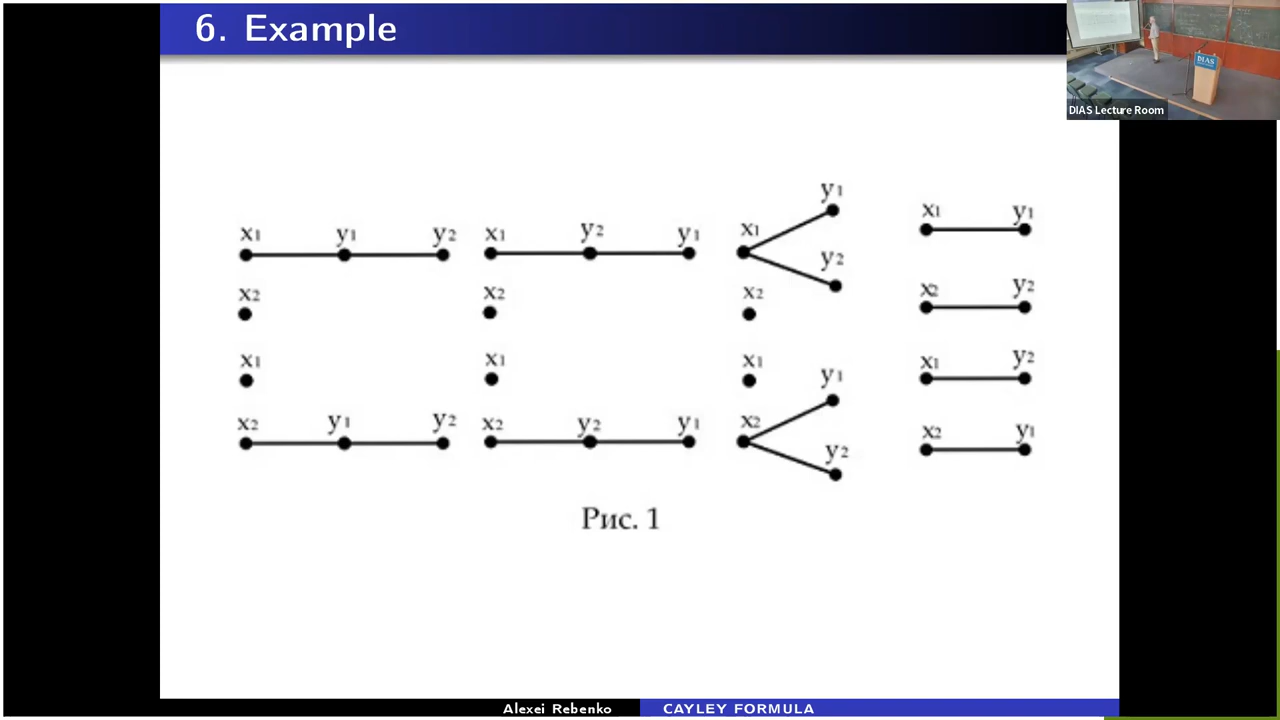 6. Example
DIAS
DIAS Lecture Room
x1 y1 y2
x2
x1
x2 y1 y2
x1 y2 y1
x2
x1
x2 y2 y1
x1 y1
y2
x2
x1 y1
x2 y2
x1 y1
x2 y2
x1 y2
x2 y1
Рис. 1
Alexei Rebenko CAYLEY FORMULA